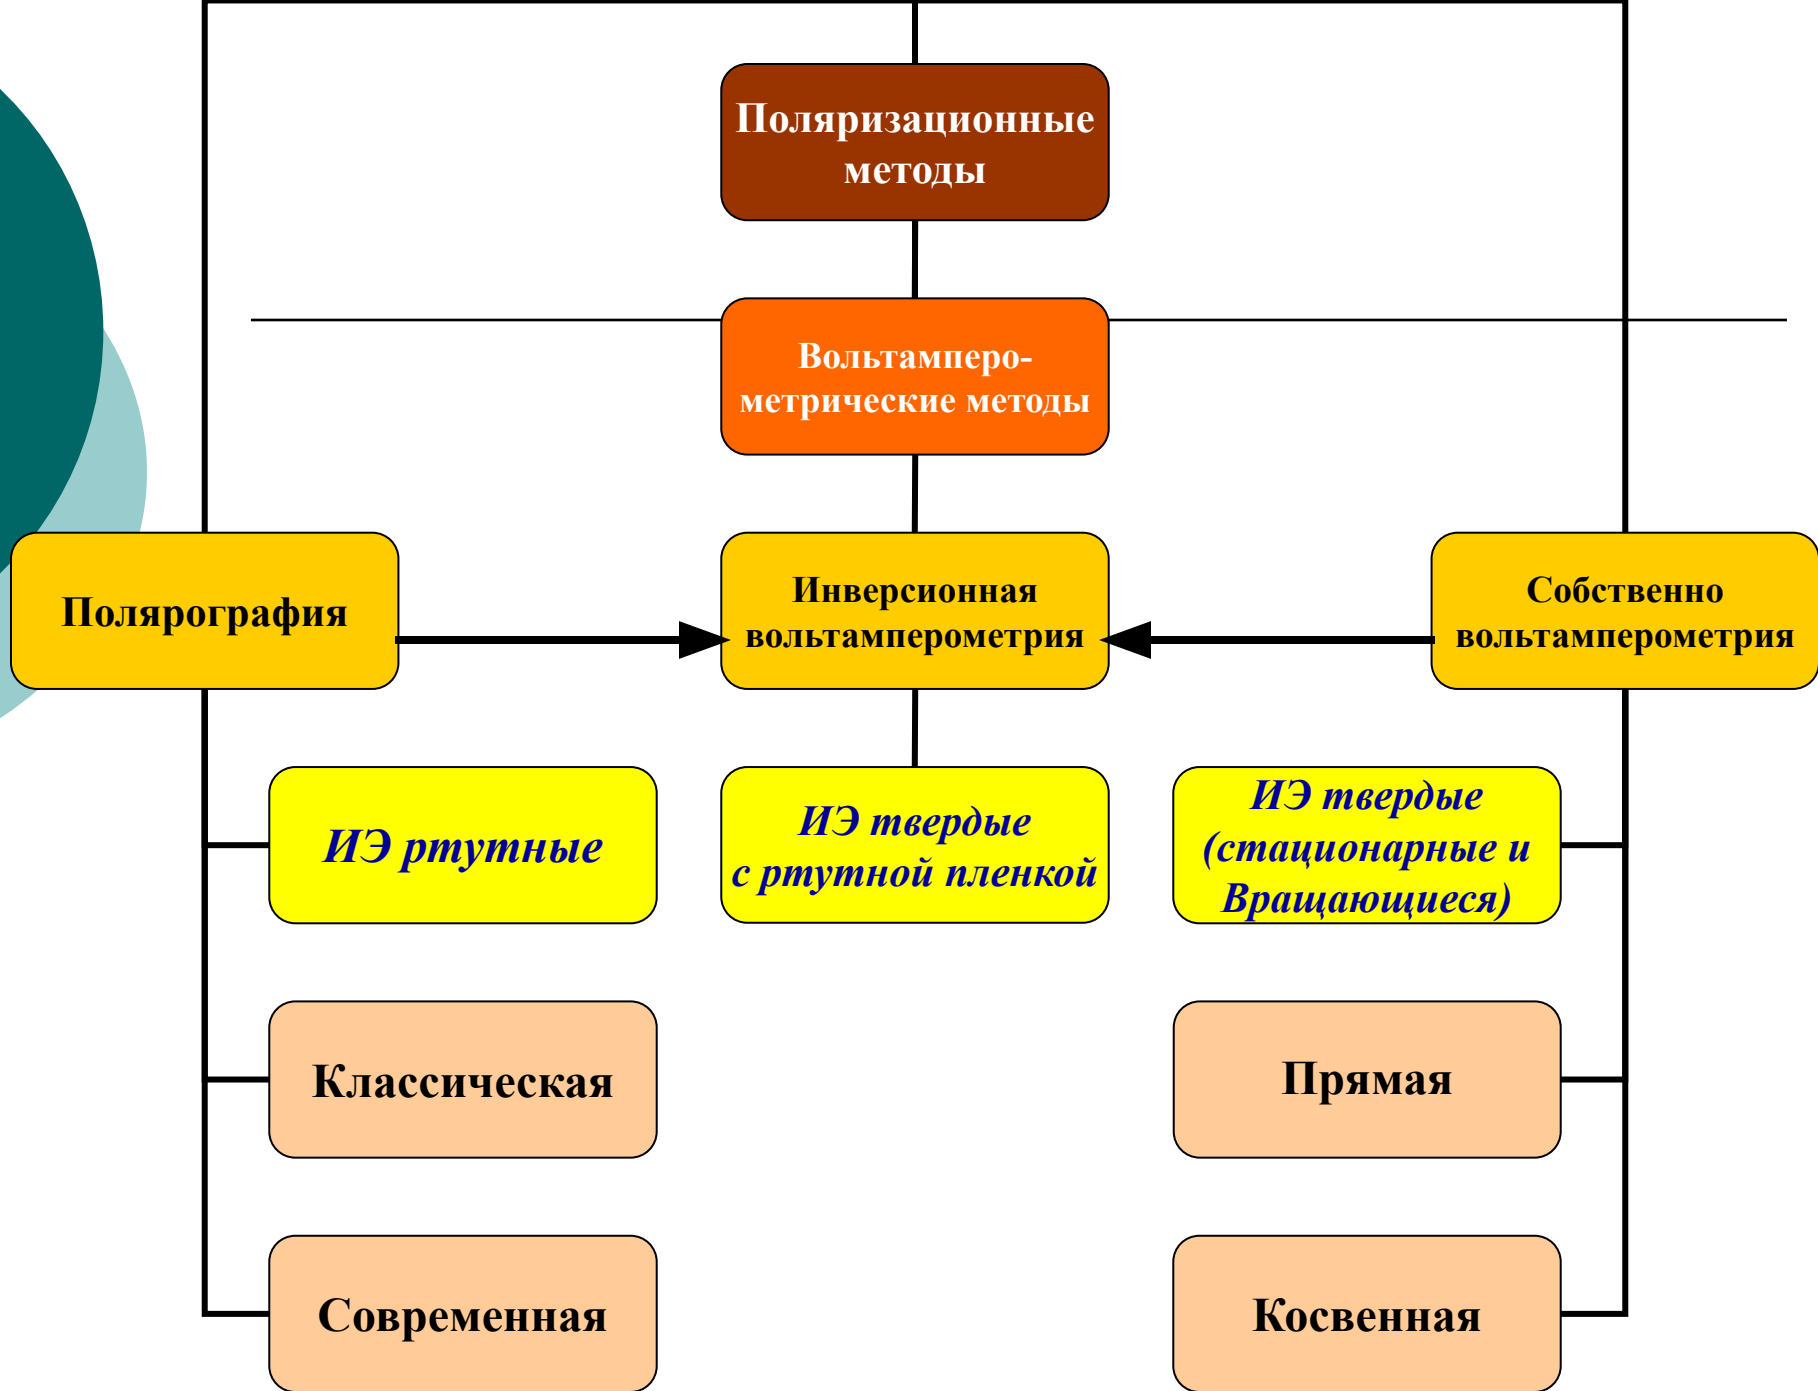 Поляризационные
методы
Вольтамперо-
метрические методы
Полярография
Инверсионная
вольтамперометрия
Собственно
вольтамперометрия
ИЭ ртутные
ИЭ твердые
с ртутной пленкой
ИЭ твердые
(стационарные и
Вращающиеся)
Классическая
Прямая
Современная
Косвенная